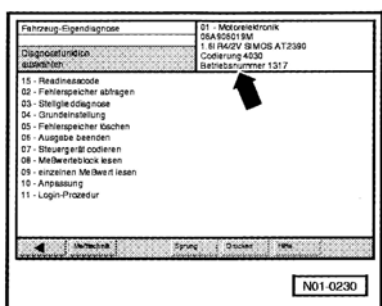 Fahrzeug-Eigendiagnose
01 - Motorelektronik
06A906019M
1.6l R4/2V SIMOS AT2390
Codierung 4030
Betriebsnummer 1317
Diagnosefunktion
auswählen
15 - Readinesscode
02 - Fehlerspeicher abfragen
03 - Stellglieddiagnose
04 - Grundeinstellung
05 - Fehlerspeicher löschen
06 - Ausgabe beenden
07 - Steuergerät codieren
08 - Meßwerteblock lesen
09 - einzelnen Meßwert lesen
10 - Anpassung
11 - Login-Prozedur
Meßtechnik
Sprung
Drucken
Hilfe
N01-0230